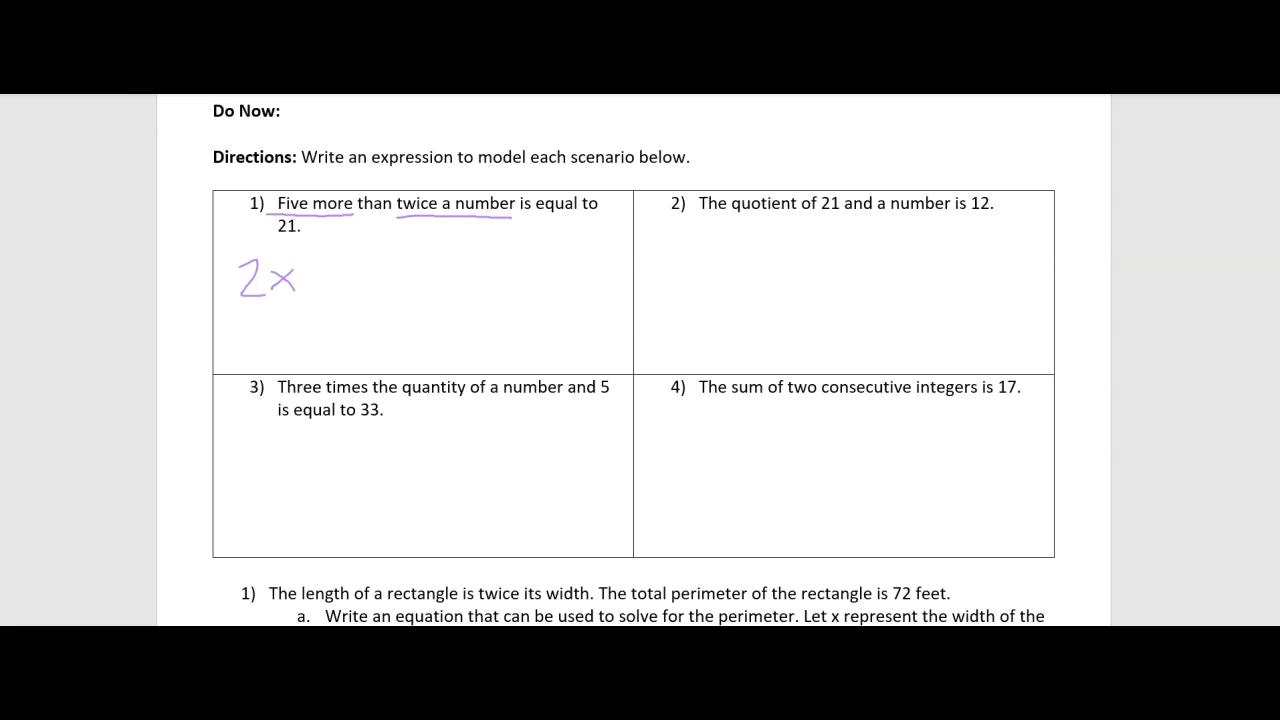 Do Now:
Directions: Write an expression to model each scenario below.
1) Five more than twice a number is equal to
21.
2x
2) The quotient of 21 and a number is 12.
3) Three times the quantity of a number and 5
is equal to 33.
4) The sum of two consecutive integers is 17.
1) The length of a rectangle is twice its width. The total perimeter of the rectangle is 72 feet.
a. Write an equation that can be used to solve for the perimeter. Let x represent the width of the